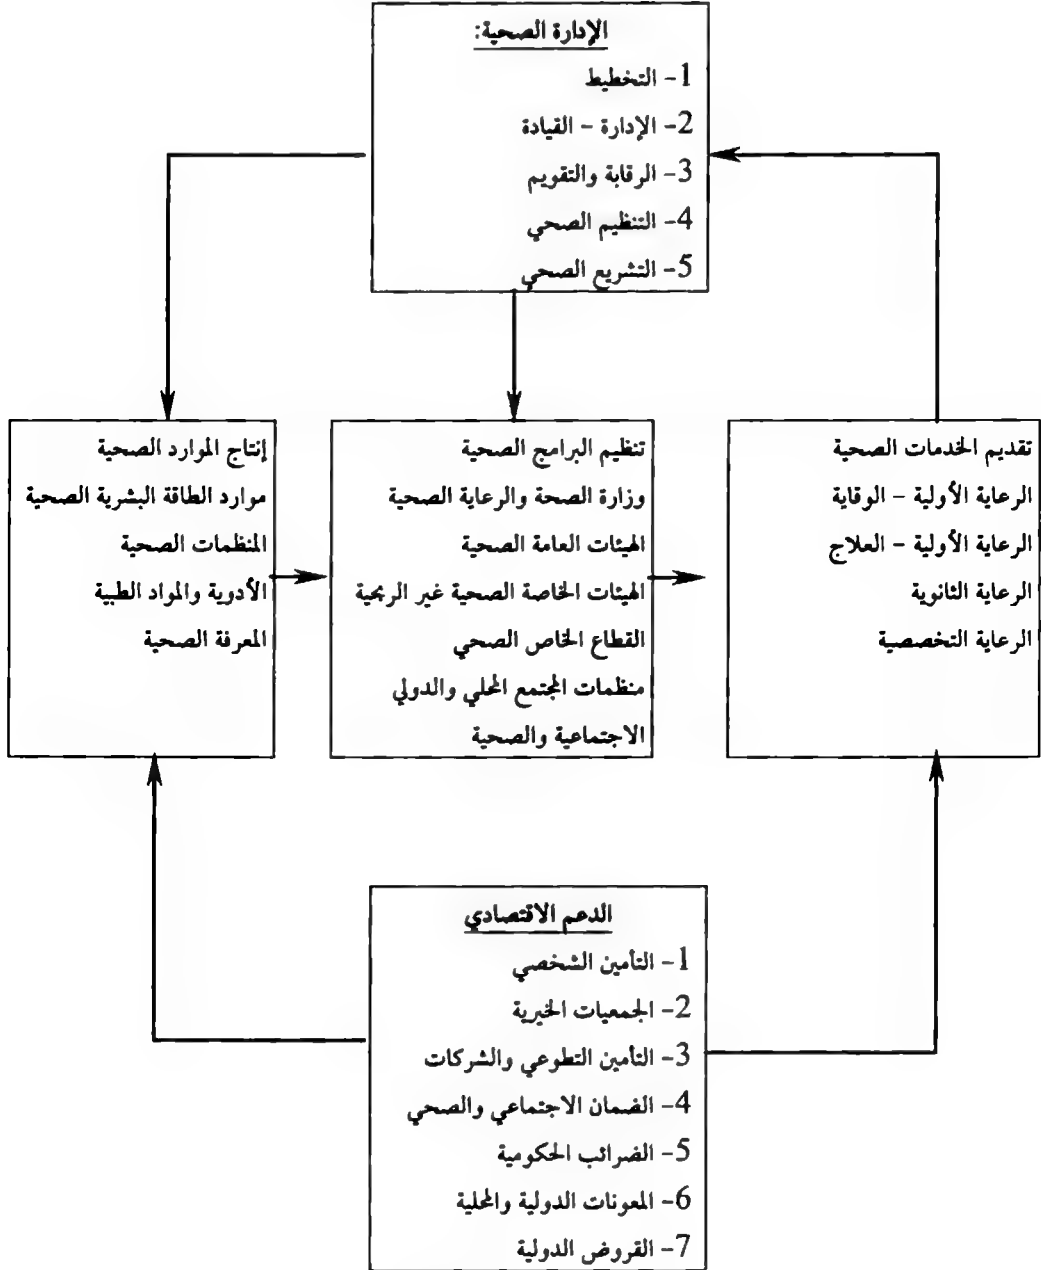 الإدارة الصحية:
1- التخطيط
2- الإدارة - القيادة
3- الرقابة والتقويم
4- التنظيم الصحي
5- التشريع الصحي
تقديم الخدمات الصحية
الرعاية الأولية - الوقاية
الرعاية الأولية - العلاج
الرعاية الثانوية
الرعاية التخصصية
تنظيم البرامج الصحية
وزارة الصحة والرعاية الصحية
الهيئات العامة الصحية
الهيئات الخاصة الصحية غير الربحية
القطاع الخاص الصحي
منظمات المجتمع المحلي والدولي
الاجتماعية والصحية
إنتاج الموارد الصحية
موارد الطاقة البشرية الصحية
المنظمات الصحية
الأدوية والمواد الطبية
المعرفة الصحية
الدعم الاقتصادي
1- التأمين الشخصي
2- الجمعيات الخيرية
3- التأمين التطوعي والشركات
4- الضمان الاجتماعي والصحي
5- الضرائب الحكومية
6- المعونات الدولية والمحلية
7- القروض الدولية